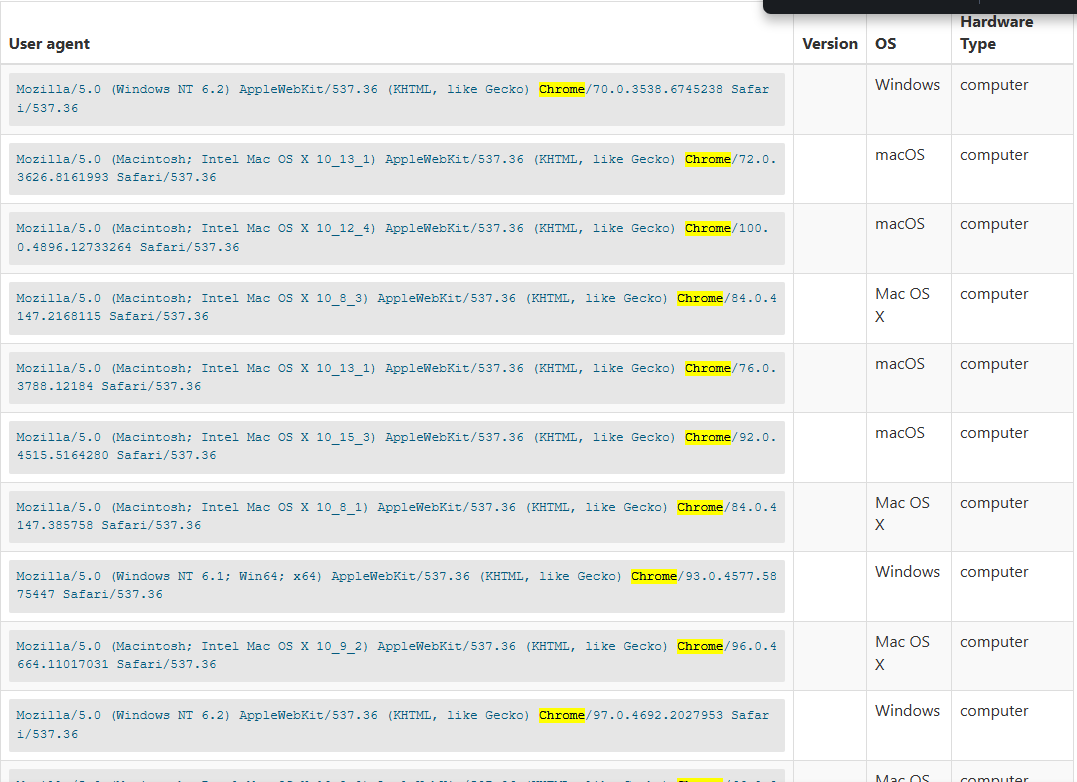 Hardware
User agent Version OS Type
Mozilla/5.0 (Windows NT 6.2) AppleWebKit/537.36 (KHTML, like Gecko) Chrome/70.0.3538.6745238 Safar Windows computer
i/537.36
Mozilla/5.0 (Macintosh; Intel Mac OS X 10_13_1) AppleWebKit/537.36 (KHTML, like Gecko) Chrome/72.0. macOS computer
3626.8161993 Safari/537.36
Mozilla/5.0 (Macintosh; Intel Mac OS X 10_12_4) AppleWebKit/537.36 (KHTML, like Gecko) Chrome/100. macOS computer
0.4896.12733264 Safari/537.36
Mozilla/5.0 (Macintosh; Intel Mac OS X 10_8_3) AppleWebKit/537.36 (KHTML, like Gecko) Chrome/84.0.4 Mac OS computer
147.2168115 Safari/537.36 X
Mozilla/5.0 (Macintosh; Intel Mac OS X 10_13_1) AppleWebKit/537.36 (KHTML, like Gecko) Chrome/76.0. macOS computer
3788.12184 Safari/537.36
Mozilla/5.0 (Macintosh; Intel Mac OS X 10_15_3) AppleWebKit/537.36 (KHTML, like Gecko) Chrome/92.0. macOS computer
4515.5164280 Safari/537.36
Mozilla/5.0 (Macintosh; Intel Mac OS X 10_8_1) AppleWebKit/537.36 (KHTML, like Gecko) Chrome/84.0.4 Mac OS computer
147.385758 Safari/537.36 X
Mozilla/5.0 (Windows NT 6.1; Win64; x64) AppleWebKit/537.36 (KHTML, like Gecko) Chrome/93.0.4577.58 Windows computer
75447 Safari/537.36
Mozilla/5.0 (Macintosh; Intel Mac OS X 10_9_2) AppleWebKit/537.36 (KHTML, like Gecko) Chrome/96.0.4 Mac OS computer
664.11017031 Safari/537.36 X
Mozilla/5.0 (Windows NT 6.2) AppleWebKit/537.36 (KHTML, like Gecko) Chrome/97.0.4692.2027953 Safar Windows computer
i/537.36
Mac OS computer